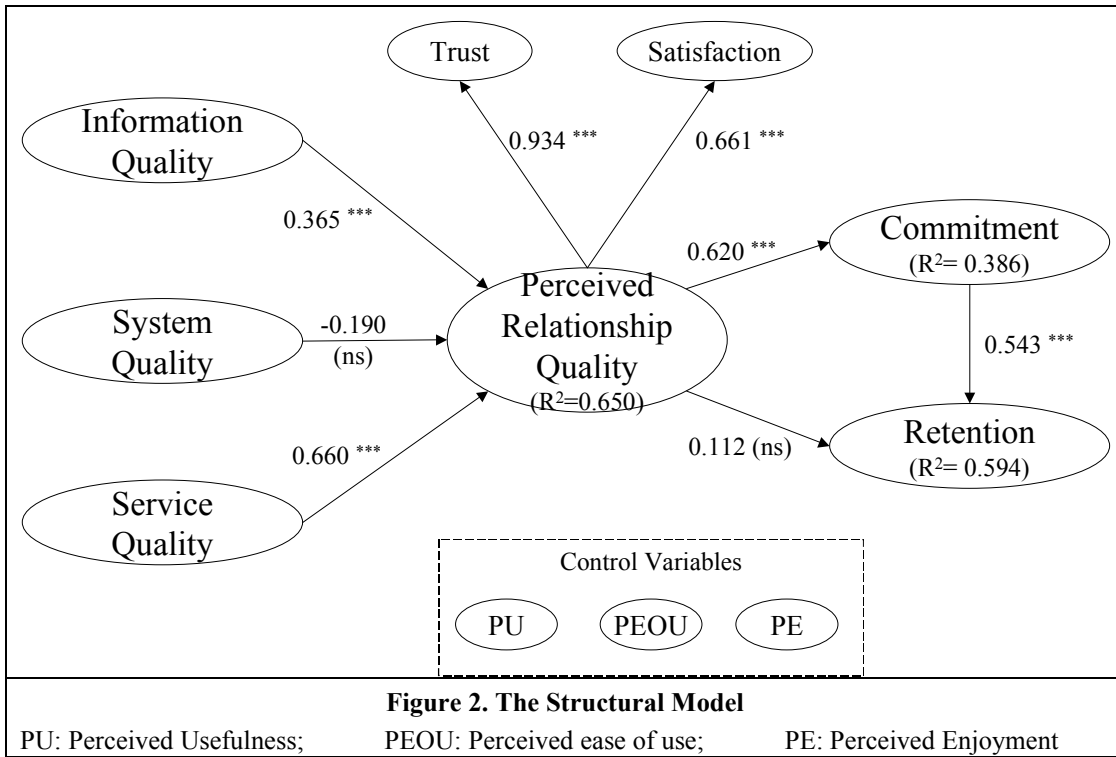 Trust
Satisfaction
Information
Quality
0.934 ***
0.661 ***
0.365 ***
Commitment
(R²= 0.386)
0.620 ***
Perceived
Relationship
Quality
(R²=0.650)
System
Quality
-0.190
(ns)
0.543 ***
Retention
(R²= 0.594)
0.112 (ns)
0.660 ***
Service
Quality
Control Variables
PU
PEOU
PE
Figure 2. The Structural Model
PU: Perceived Usefulness; PEOU: Perceived ease of use; PE: Perceived Enjoyment